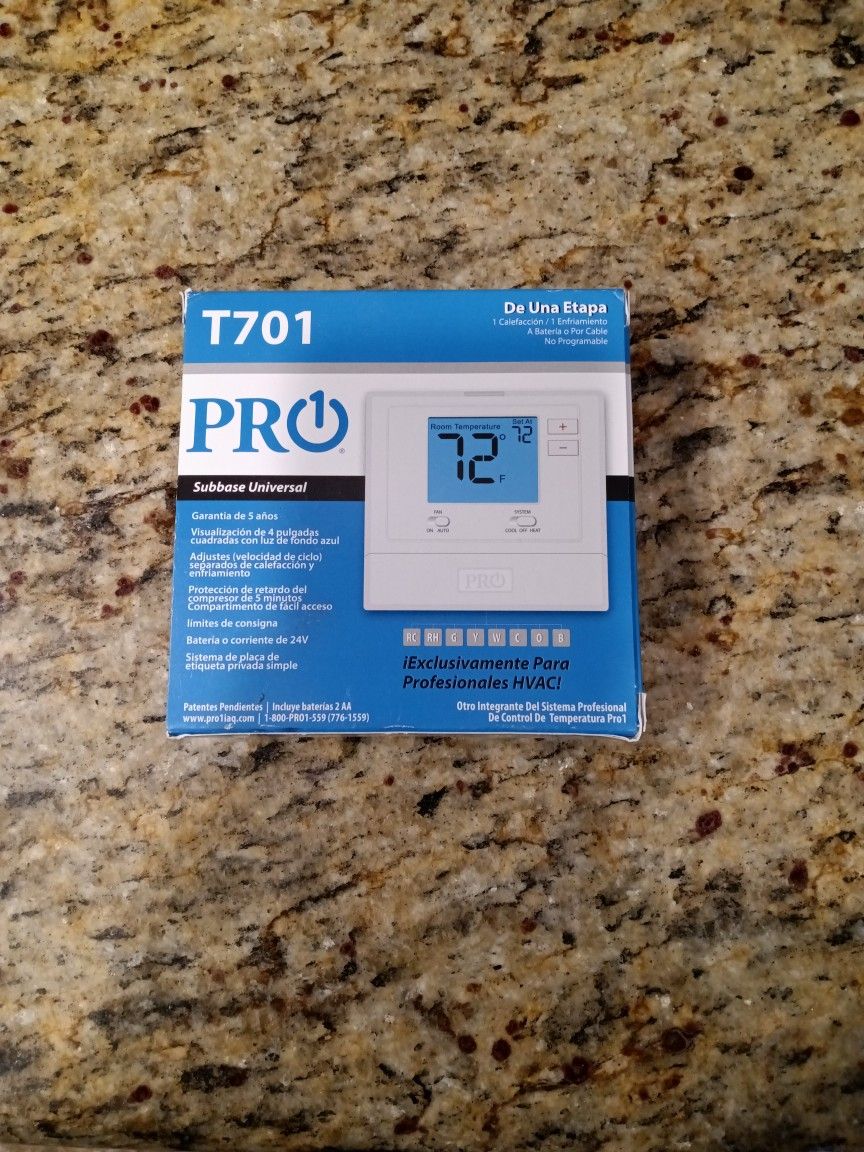 T701
De Una Etapa
1 Calefacción / 1 Enfriamiento
A Batería o Por Cable
No Programable
PRO1
®
Subbase Universal
Garantia de 5 años
Visualización de 4 pulgadas
cuadradas con luz de fondo azul
Adjustes (velocidad de ciclo)
separados de calefacción y
enfriamiento
Protección de retardo del
compresor de 5 minutos
Compartimento de fácil acceso
límites de consigna
Batería o corriente de 24V
Sistema de placa de
etiqueta privada simple
Room Temperature
Set At
72°F
72
+
−
FAN
ON AUTO
SYSTEM
COOL OFF HEAT
PRO1
RC RH G Y W C O B
¡Exclusivamente Para
Profesionales HVAC!
Patentes Pendientes | Incluye baterías 2 AA
www.pro1iaq.com | 1-800-PRO1-559 (776-1559)
Otro Integrante Del Sistema Profesional
De Control De Temperatura Pro1